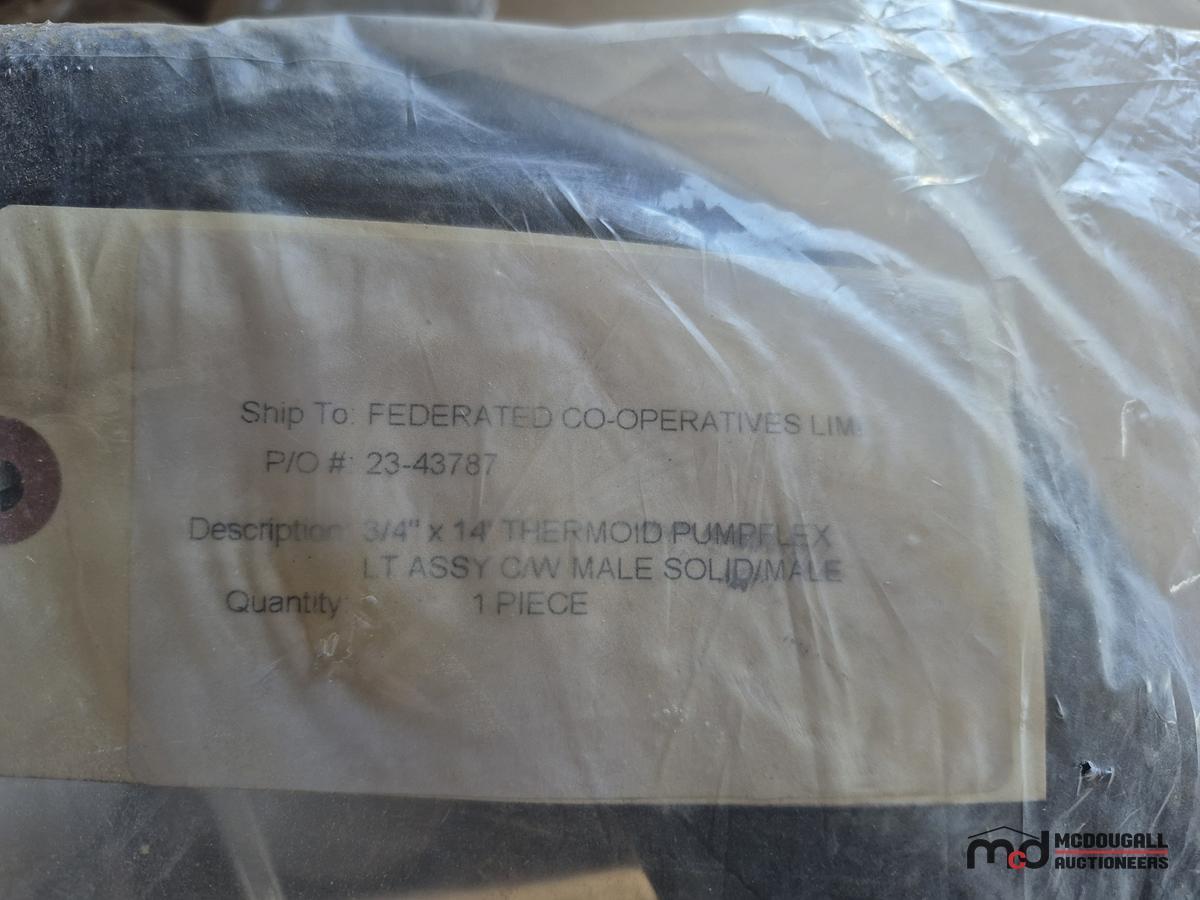 Ship To: FEDERATED CO-OPERATIVES LIM
P/O #: 23-43787
Description: 3/4" x 14' THERMOID PUMPFLEX
LT ASSY C/W MALE SOLID/MALE
Quantity: 1 PIECE
mcd MCDOUGALL
AUCTIONEERS